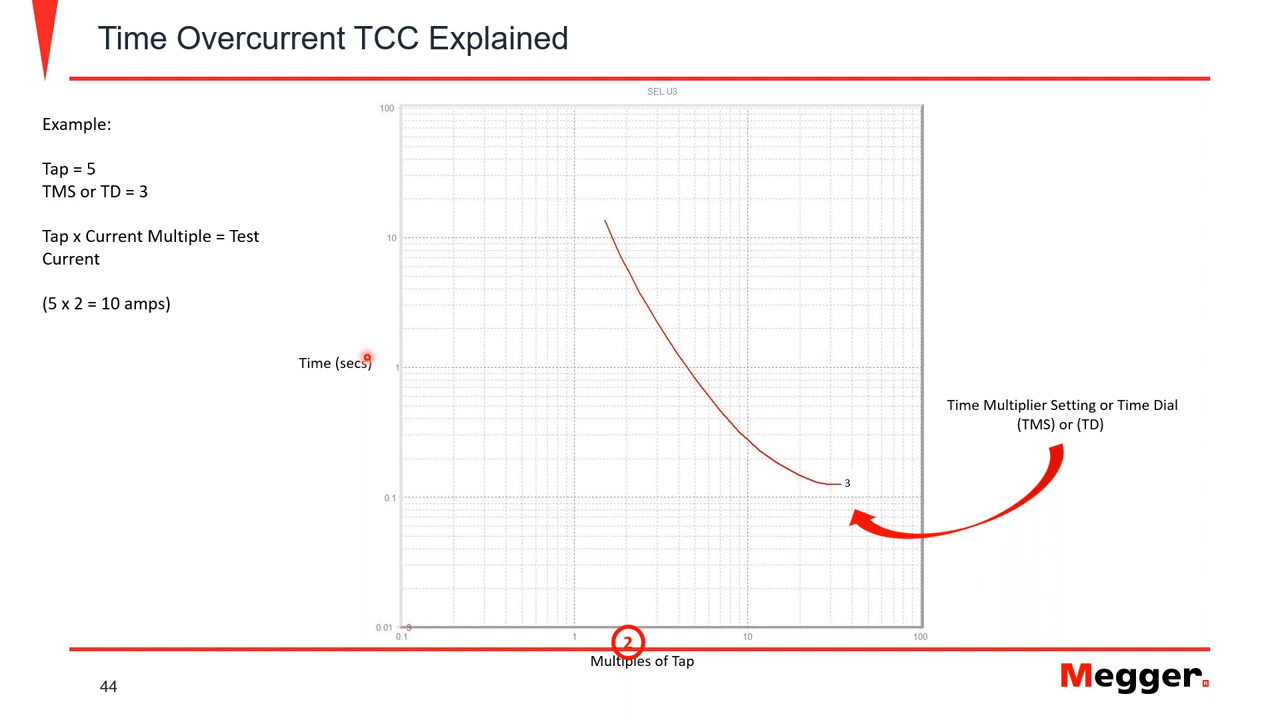 Time Overcurrent TCC Explained
SEL U3
Example:
Tap = 5
TMS or TD = 3
Tap x Current Multiple = Test
Current
(5 x 2 = 10 amps)
100
10
Time (secs)
1
0.1
0.01
3
3
Time Multiplier Setting or Time Dial
(TMS) or (TD)
0.1
1
2
10
100
Multiples of Tap
44
Megger.